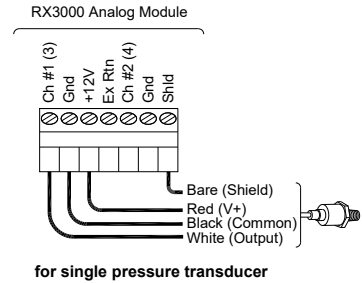 RX3000 Analog Module
Ch #1 (3)
Gnd
+12V
Ex Rtn
Ch #2 (4)
Gnd
Shld
Bare (Shield)
Red (V+)
Black (Common)
White (Output)
for single pressure transducer